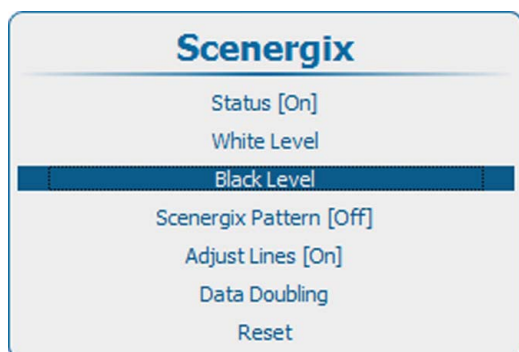 Scenergix
Status [On]
White Level
Black Level
Scenergix Pattern [Off]
Adjust Lines [On]
Data Doubling
Reset